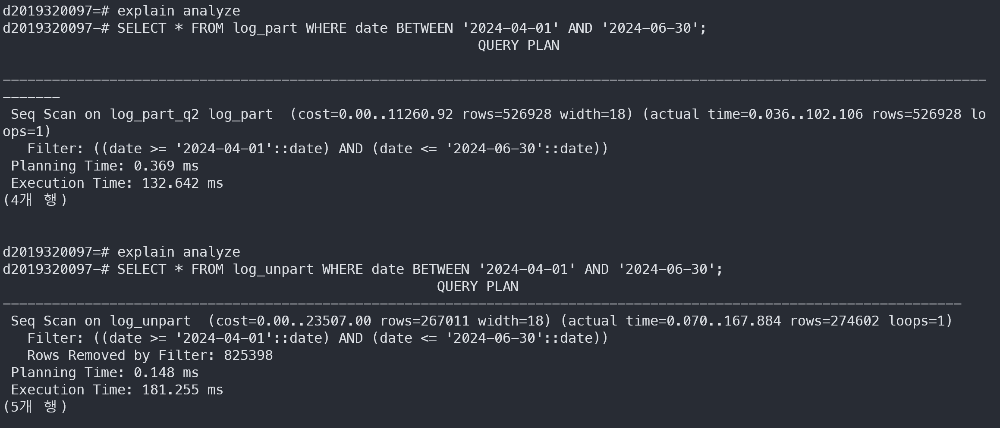 d2019320097=# explain analyze
d2019320097-# SELECT * FROM log_part WHERE date BETWEEN '2024-04-01' AND '2024-06-30';
QUERY PLAN
------------------------------------------------------------------------------------------------------------------------
-------
Seq Scan on log_part_q2 log_part  (cost=0.00..11260.92 rows=526928 width=18) (actual time=0.036..102.106 rows=526928 lo
ops=1)
Filter: ((date >= '2024-04-01'::date) AND (date <= '2024-06-30'::date))
Planning Time: 0.369 ms
Execution Time: 132.642 ms
(4개 행)
d2019320097=# explain analyze
d2019320097-# SELECT * FROM log_unpart WHERE date BETWEEN '2024-04-01' AND '2024-06-30';
QUERY PLAN
---------------------------------------------------------------------------------------------------------------------
Seq Scan on log_unpart  (cost=0.00..23507.00 rows=267011 width=18) (actual time=0.070..167.884 rows=274602 loops=1)
Filter: ((date >= '2024-04-01'::date) AND (date <= '2024-06-30'::date))
Rows Removed by Filter: 825398
Planning Time: 0.148 ms
Execution Time: 181.255 ms
(5개 행)